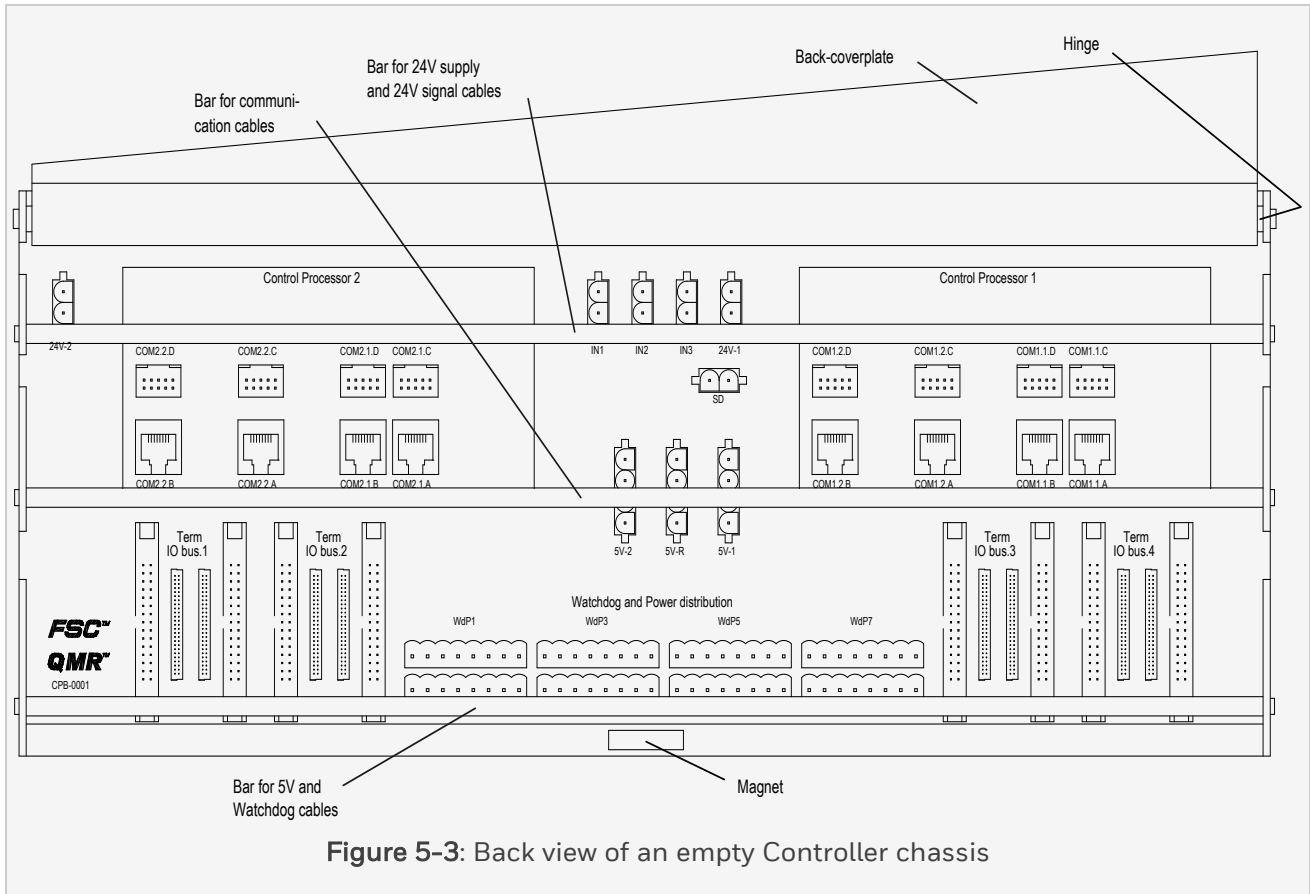 Hinge
Back-coverplate
Bar for 24V supply
and 24V signal cables
Bar for communi-
cation cables
Control Processor 2
Control Processor 1
24V-2
IN1 IN2 IN3 24V-1
COM2.2.D COM2.2.C COM2.1.D COM2.1.C
COM1.2.D COM1.2.C COM1.1.D COM1.1.C
SD
COM2.2.B COM2.2.A COM2.1.B COM2.1.A
COM1.2.B COM1.2.A COM1.1.B COM1.1.A
Term
IO bus.1
Term
IO bus.2
5V-2 5V-R 5V-1
Term
IO bus.3
Term
IO bus.4
Watchdog and Power distribution
WdP1 WdP3 WdP5 WdP7
FSC™
QMR™
CPB-0001
Bar for 5V and
Watchdog cables
Magnet
Figure 5-3: Back view of an empty Controller chassis